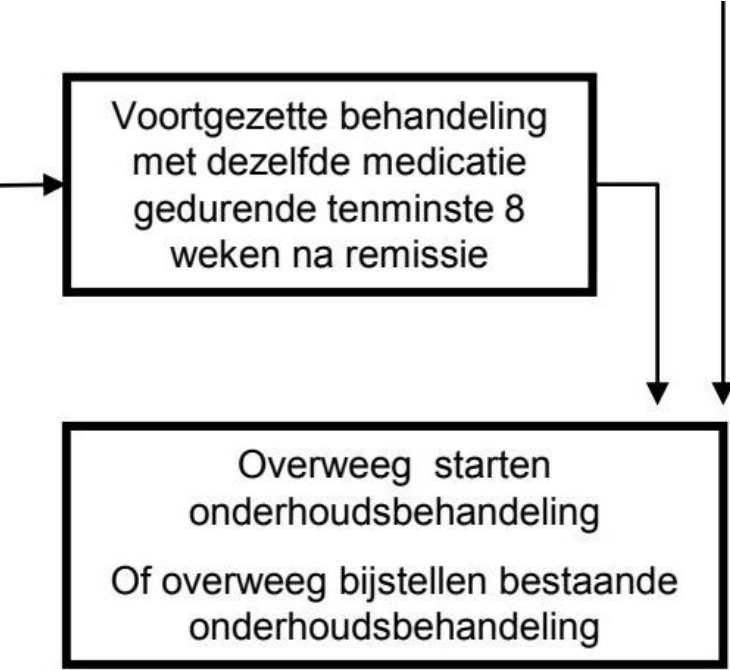 Voortgezette behandeling
met dezelfde medicatie
gedurende tenminste 8
weken na remissie
Overweeg starten
onderhoudsbehandeling
Of overweeg bijstellen bestaande
onderhoudsbehandeling